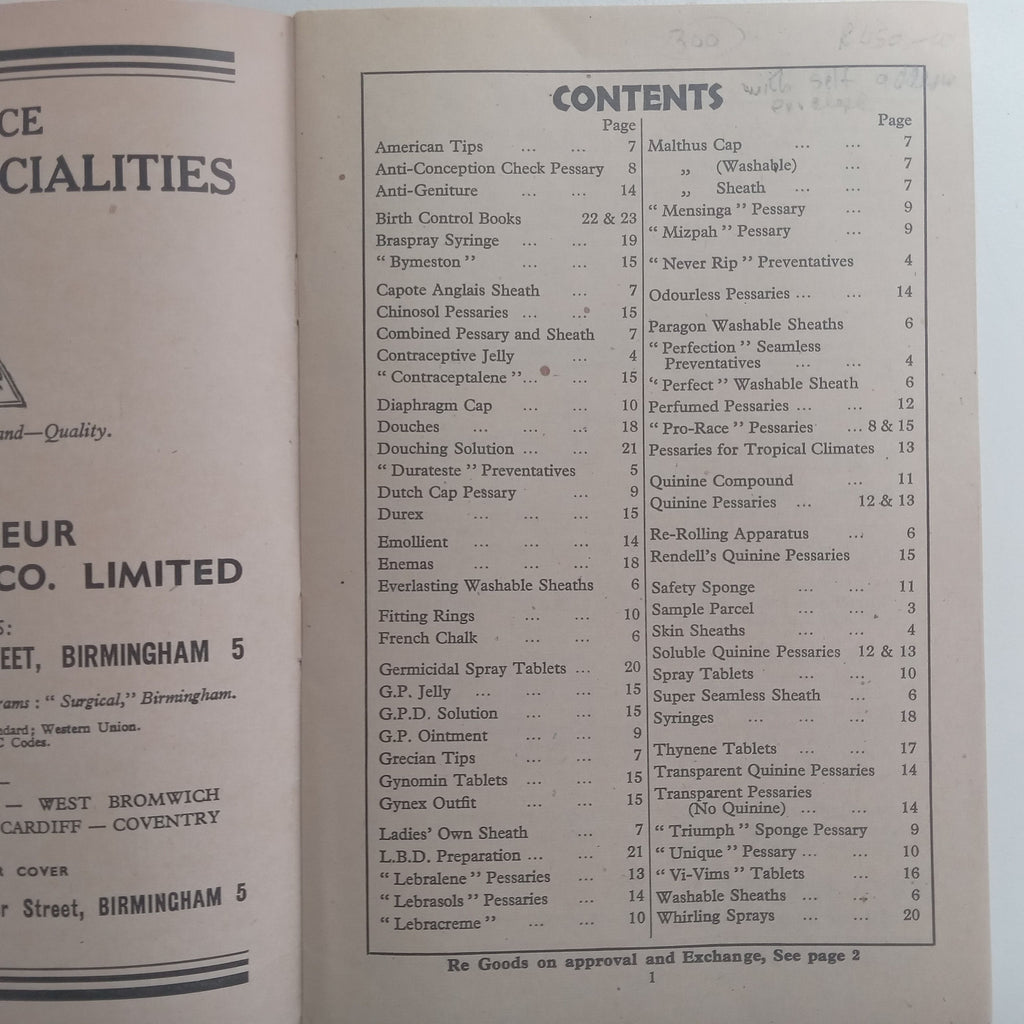 CE
CIALITIES
and—Quality.
EUR
CO. LIMITED
S:
EET, BIRMINGHAM 5
rams : “ Surgical,” Birmingham.
ndard; Western Union.
C Codes.
— WEST BROMWICH
CARDIFF — COVENTRY
R COVER
r Street, BIRMINGHAM 5
300
with self
CONTENTS
Page
American Tips ... ... 7
Anti-Conception Check Pessary 8
Anti-Geniture ... ... 14
Birth Control Books 22 & 23
Braspray Syringe ... ... 19
“ Bymeston ” ... ... 15
Capote Anglais Sheath ... 7
Chinosol Pessaries ... ... 15
Combined Pessary and Sheath 7
Contraceptive Jelly ... 4
“ Contraceptalene ”... ... 15
Diaphragm Cap ... ... 10
Douches ... ... ... 18
Douching Solution ... ... 21
“ Durateste ” Preventatives 5
Dutch Cap Pessary ... 9
Durex ... ... ... 15
Emollient ... ... ... 14
Enemas ... ... ... 18
Everlasting Washable Sheaths 6
Fitting Rings ... ... 10
French Chalk ... ... 6
Germicidal Spray Tablets ... 20
G.P. Jelly ... ... ... 15
G.P.D. Solution ... ... 15
G.P. Ointment ... ... 9
Grecian Tips ... ... 7
Gynomin Tablets ... ... 15
Gynex Outfit ... ... 15
Ladies’ Own Sheath ... 7
L.B.D. Preparation ... ... 21
“ Lebralene ” Pessaries ... 13
“ Lebrasols ” Pessaries ... 14
“ Lebracreme ” ... ... 10
Page
Malthus Cap ... ... 7
„ (Washable) ... 7
„ Sheath ... ... 7
“ Mensinga ” Pessary ... 9
“ Mizpah ” Pessary ... 9
“ Never Rip ” Preventatives 4
Odourless Pessaries ... ... 14
Paragon Washable Sheaths 6
“ Perfection ” Seamless
Preventatives ... ... 4
“ Perfect ” Washable Sheath 6
Perfumed Pessaries ... ... 12
“ Pro-Race ” Pessaries ... 8 & 15
Pessaries for Tropical Climates 13
Quinine Compound ... 11
Quinine Pessaries ... 12 & 13
Re-Rolling Apparatus ... 6
Rendell’s Quinine Pessaries 15
Safety Sponge ... ... 11
Sample Parcel ... ... 3
Skin Sheaths ... ... 4
Soluble Quinine Pessaries 12 & 13
Spray Tablets ... ... 10
Super Seamless Sheath ... 6
Syringes ... ... ... 18
Thynene Tablets ... ... 17
Transparent Quinine Pessaries 14
Transparent Pessaries
(No Quinine) ... ... 14
“ Triumph ” Sponge Pessary 9
“ Unique ” Pessary ... ... 10
“ Vi-Vims ” Tablets ... 16
Washable Sheaths ... ... 6
Whirling Sprays ... ... 20
Re Goods on approval and Exchange, See page 2
1